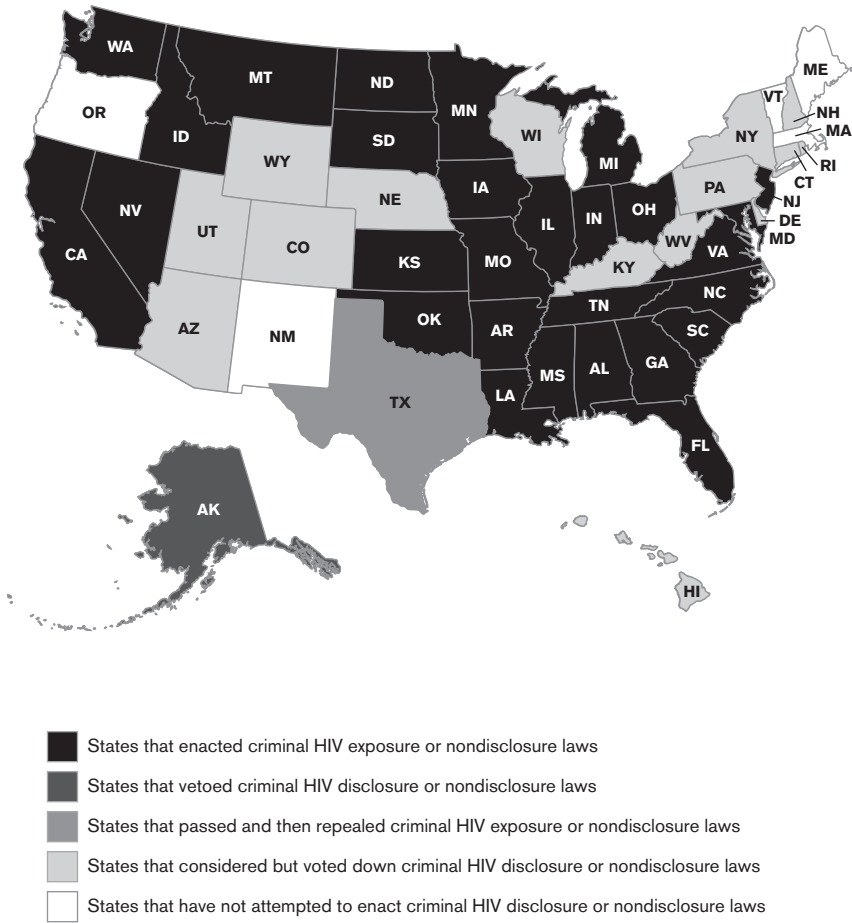 WA
MT
ND
MN
ME
VT
NH
MA
OR
ID
SD
WI
MI
NY
RI
CT
WY
IA
PA
NJ
NE
NV
UT
CO
IL
IN
OH
DE
MD
CA
KS
MO
KY
WV
VA
AZ
NM
OK
AR
TN
NC
SC
TX
LA
MS
AL
GA
FL
AK
HI
States that enacted criminal HIV exposure or nondisclosure laws
States that vetoed criminal HIV disclosure or nondisclosure laws
States that passed and then repealed criminal HIV exposure or nondisclosure laws
States that considered but voted down criminal HIV disclosure or nondisclosure laws
States that have not attempted to enact criminal HIV disclosure or nondisclosure laws